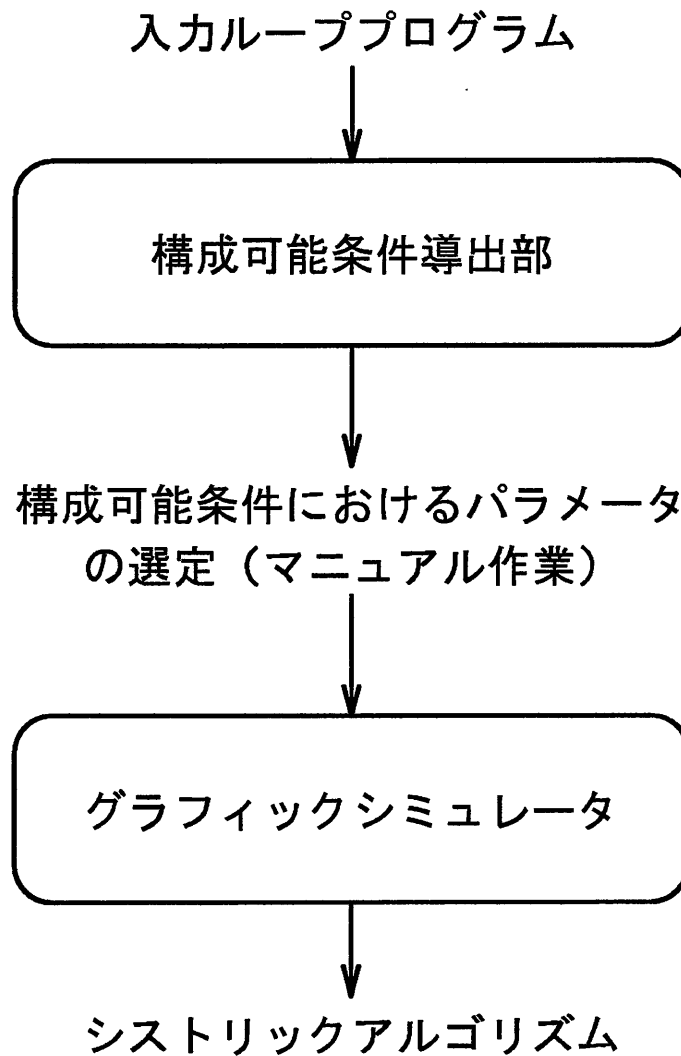 入力ループプログラム
構成可能条件導出部
構成可能条件におけるパラメータ
の選定（マニュアル作業）
グラフィックシミュレータ
シストリックアルゴリズム